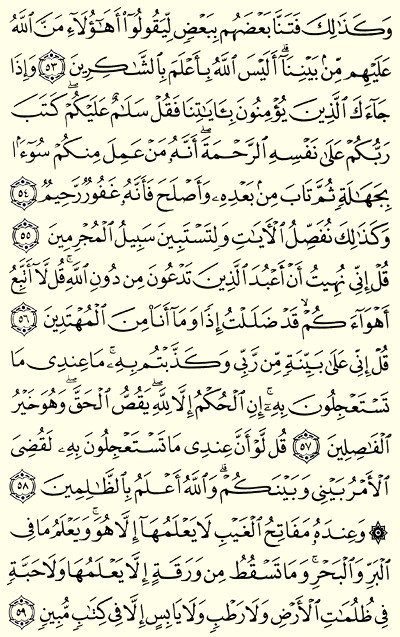 وَكَذَٰلِكَ فَتَنَّا بَعْضَهُم بِبَعْضٍ لِّيَقُولُوٓا۟ أَهَٰٓؤُلَآءِ مَنَّ ٱللَّهُ
عَلَيْهِم مِّنۢ بَيْنِنَآ ۗ أَلَيْسَ ٱللَّهُ بِأَعْلَمَ بِٱلشَّٰكِرِينَ ٥٣ وَإِذَا
جَآءَكَ ٱلَّذِينَ يُؤْمِنُونَ بِـَٔايَٰتِنَا فَقُلْ سَلَٰمٌ عَلَيْكُمْ ۖ كَتَبَ
رَبُّكُمْ عَلَىٰ نَفْسِهِ ٱلرَّحْمَةَ ۖ أَنَّهُۥ مَنْ عَمِلَ مِنكُمْ سُوٓءًۢا
بِجَهَٰلَةٍ ثُمَّ تَابَ مِنۢ بَعْدِهِۦ وَأَصْلَحَ فَأَنَّهُۥ غَفُورٌ رَّحِيمٌ ٥٤
وَكَذَٰلِكَ نُفَصِّلُ ٱلْـَٔايَٰتِ وَلِتَسْتَبِينَ سَبِيلُ ٱلْمُجْرِمِينَ ٥٥
قُلْ إِنِّى نُهِيتُ أَنْ أَعْبُدَ ٱلَّذِينَ تَدْعُونَ مِن دُونِ ٱللَّهِ ۚ قُل لَّآ أَتَّبِعُ
أَهْوَآءَكُمْ ۙ قَدْ ضَلَلْتُ إِذًا وَمَآ أَنَا۠ مِنَ ٱلْمُهْتَدِينَ ٥٦
قُلْ إِنِّى عَلَىٰ بَيِّنَةٍ مِّن رَّبِّى وَكَذَّبْتُم بِهِۦ ۚ مَا عِندِى مَا
تَسْتَعْجِلُونَ بِهِۦٓ ۚ إِنِ ٱلْحُكْمُ إِلَّا لِلَّهِ ۖ يَقُصُّ ٱلْحَقَّ ۖ وَهُوَ خَيْرُ
ٱلْفَٰصِلِينَ ٥٧ قُل لَّوْ أَنَّ عِندِى مَا تَسْتَعْجِلُونَ بِهِۦ لَقُضِىَ
ٱلْأَمْرُ بَيْنِى وَبَيْنَكُمْ ۗ وَٱللَّهُ أَعْلَمُ بِٱلظَّٰلِمِينَ ٥٨
۞ وَعِندَهُۥ مَفَاتِحُ ٱلْغَيْبِ لَا يَعْلَمُهَآ إِلَّا هُوَ ۚ وَيَعْلَمُ مَا فِى
ٱلْبَرِّ وَٱلْبَحْرِ ۚ وَمَا تَسْقُطُ مِن وَرَقَةٍ إِلَّا يَعْلَمُهَا وَلَا حَبَّةٍ
فِى ظُلُمَٰتِ ٱلْأَرْضِ وَلَا رَطْبٍ وَلَا يَابِسٍ إِلَّا فِى كِتَٰبٍ مُّبِينٍ ٥٩